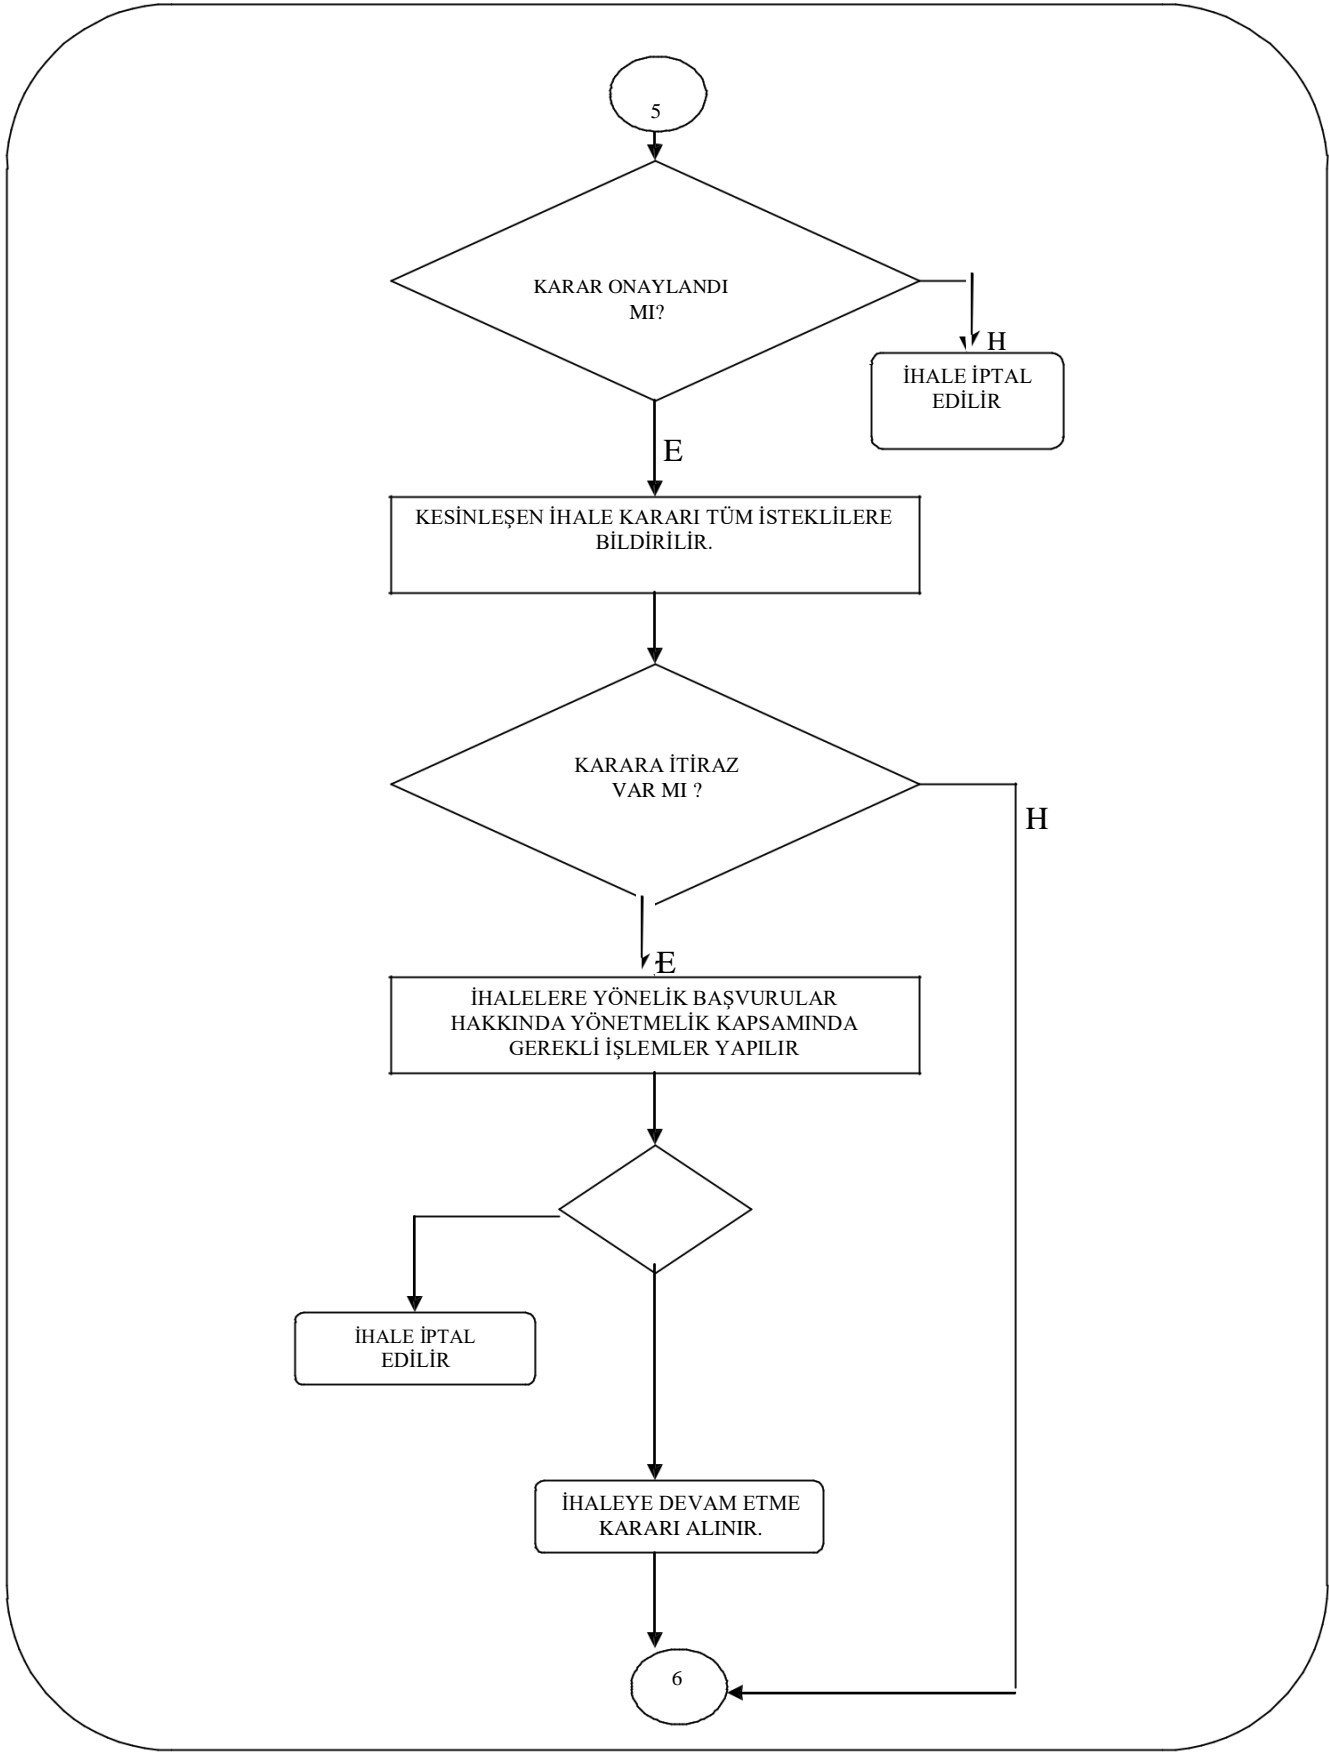 5
KARAR ONAYLANDI
MI?
H
İHALE İPTAL
EDİLİR
E
KESİNLEŞEN İHALE KARARI TÜM İSTEKLİLERE
BİLDİRİLİR.
KARARA İTİRAZ
VAR MI ?
H
E
İHALELERE YÖNELİK BAŞVURULAR
HAKKINDA YÖNETMELİK KAPSAMINDA
GEREKLİ İŞLEMLER YAPILIR
İHALE İPTAL
EDİLİR
İHALEYE DEVAM ETME
KARARI ALINIR.
6